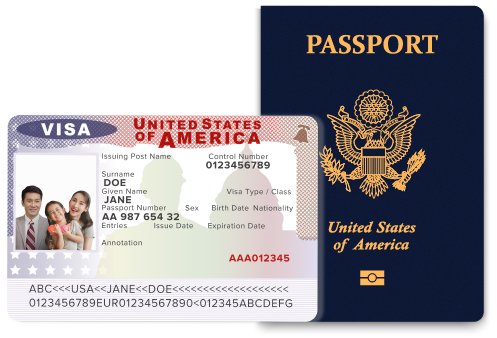 PASSPORT
United States
of America
VISA
UNITED STATES
OF AMERICA
Issuing Post Name Control Number
0123456789
Surname
DOE
Given Name Visa Type / Class
JANE
Passport Number Sex Birth Date Nationality
AA 987 654 32
Entries Issue Date Expiration Date
Annotation
AAA012345
ABC<<<USA<<JANE<<DOE<<<<<<<<<<<<<<<<<<<
0123456789EUR01234567890<012345ABCDEFG